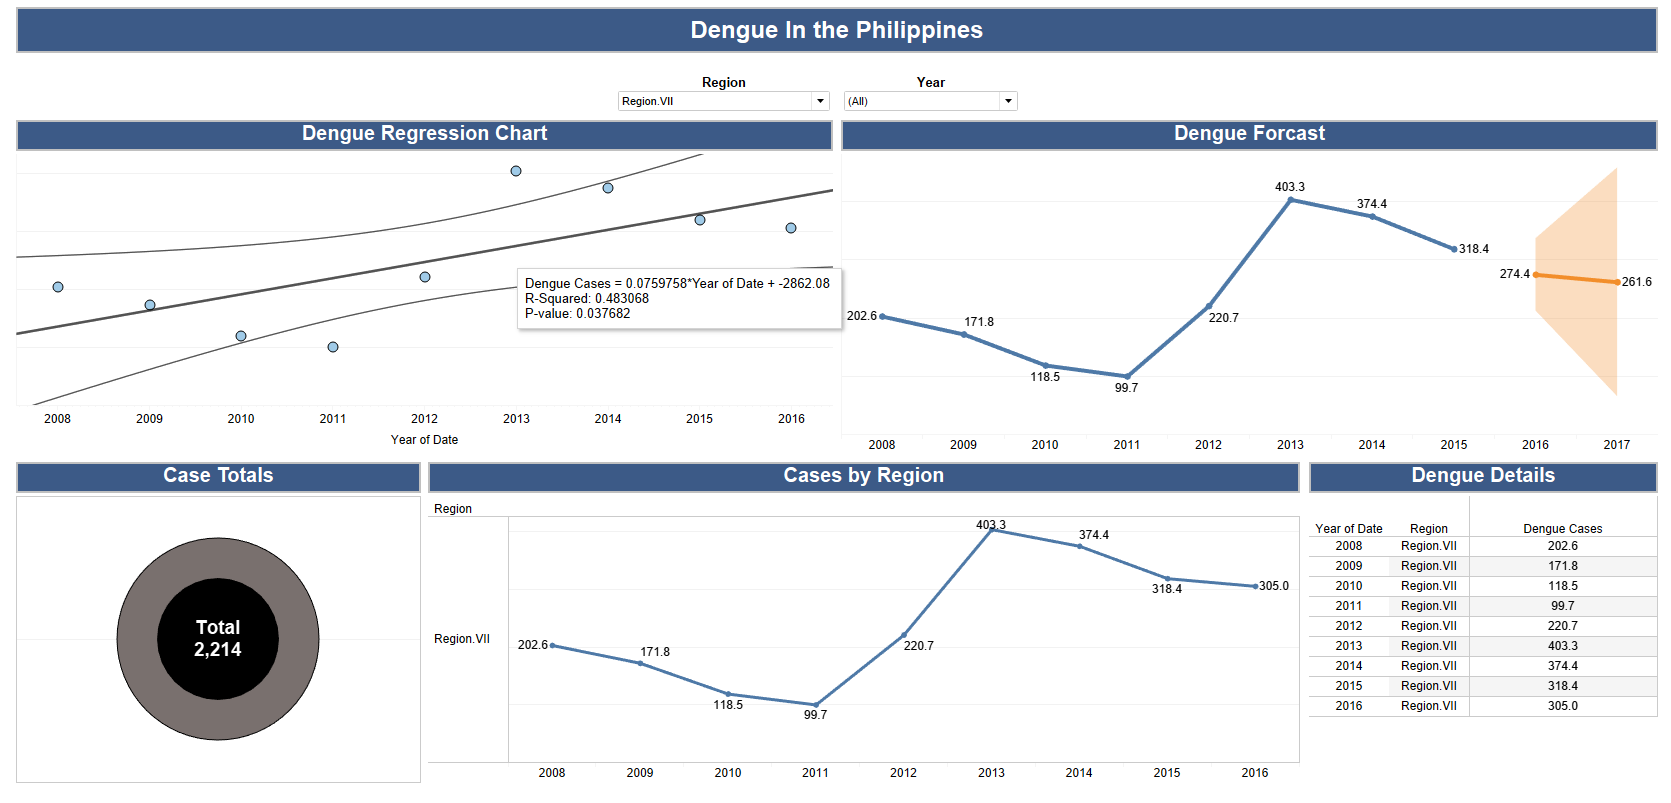 Dengue In the Philippines
Region
Year
Region.VII
(All)
Dengue Regression Chart
Dengue Cases = 0.0759758*Year of Date + -2862.08
R-Squared: 0.483068
P-value: 0.037682
2008 2009 2010 2011 2012 2013 2014 2015 2016
Year of Date
Dengue Forcast
403.3
374.4
318.4
274.4
261.6
202.6
171.8
220.7
118.5
99.7
2008 2009 2010 2011 2012 2013 2014 2015 2016 2017
Case Totals
Total
2,214
Cases by Region
Region
Region.VII
403.3
374.4
318.4
305.0
202.6
171.8
220.7
118.5
99.7
2008 2009 2010 2011 2012 2013 2014 2015 2016
Dengue Details
Year of Date Region Dengue Cases
2008 Region.VII 202.6
2009 Region.VII 171.8
2010 Region.VII 118.5
2011 Region.VII 99.7
2012 Region.VII 220.7
2013 Region.VII 403.3
2014 Region.VII 374.4
2015 Region.VII 318.4
2016 Region.VII 305.0